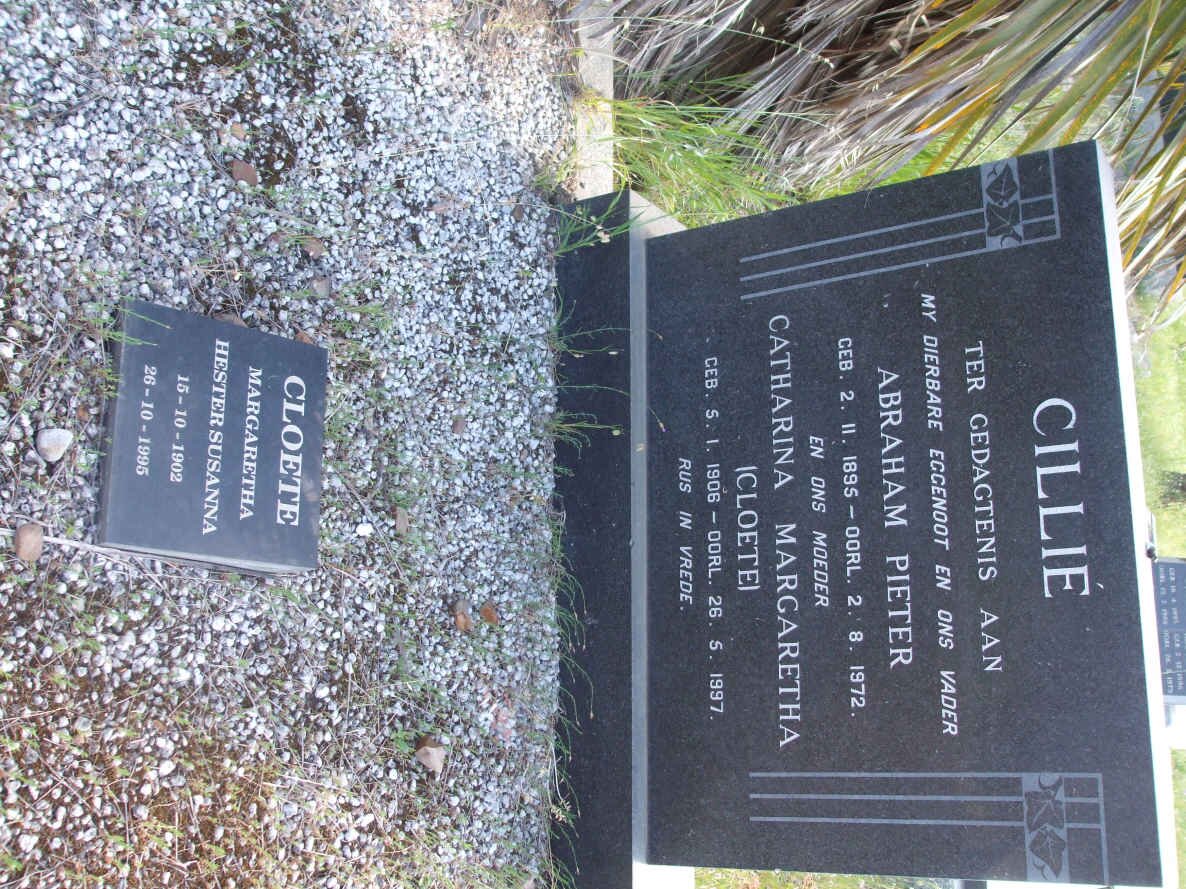 CILLIÉ
TER GEDAGTENIS AAN
MY DIERBARE EGGENOOT EN ONS VADER
ABRAHAM PIETER
GEB. 2. 11. 1895 – OORL. 2. 8. 1972.
EN ONS MOEDER
CATHARINA MARGARETHA
(CLOETE)
GEB. 5. 1. 1906 – OORL. 26. 5. 1997.
RUS IN VREDE.
CLOETE
MARGARETHA
HESTER SUSANNA
15-10-1902
26-10-1995